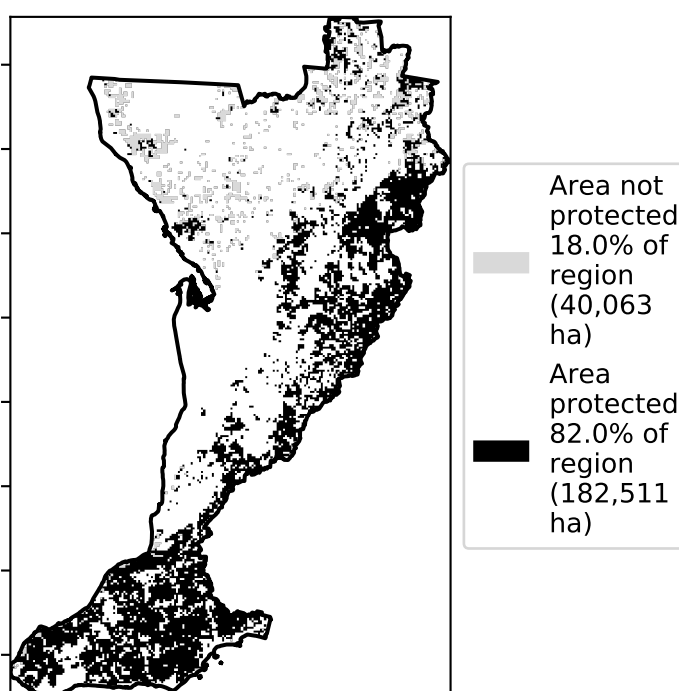 Area not
protected
18.0% of
region
(40,063
ha)
Area
protected
82.0% of
region
(182,511
ha)